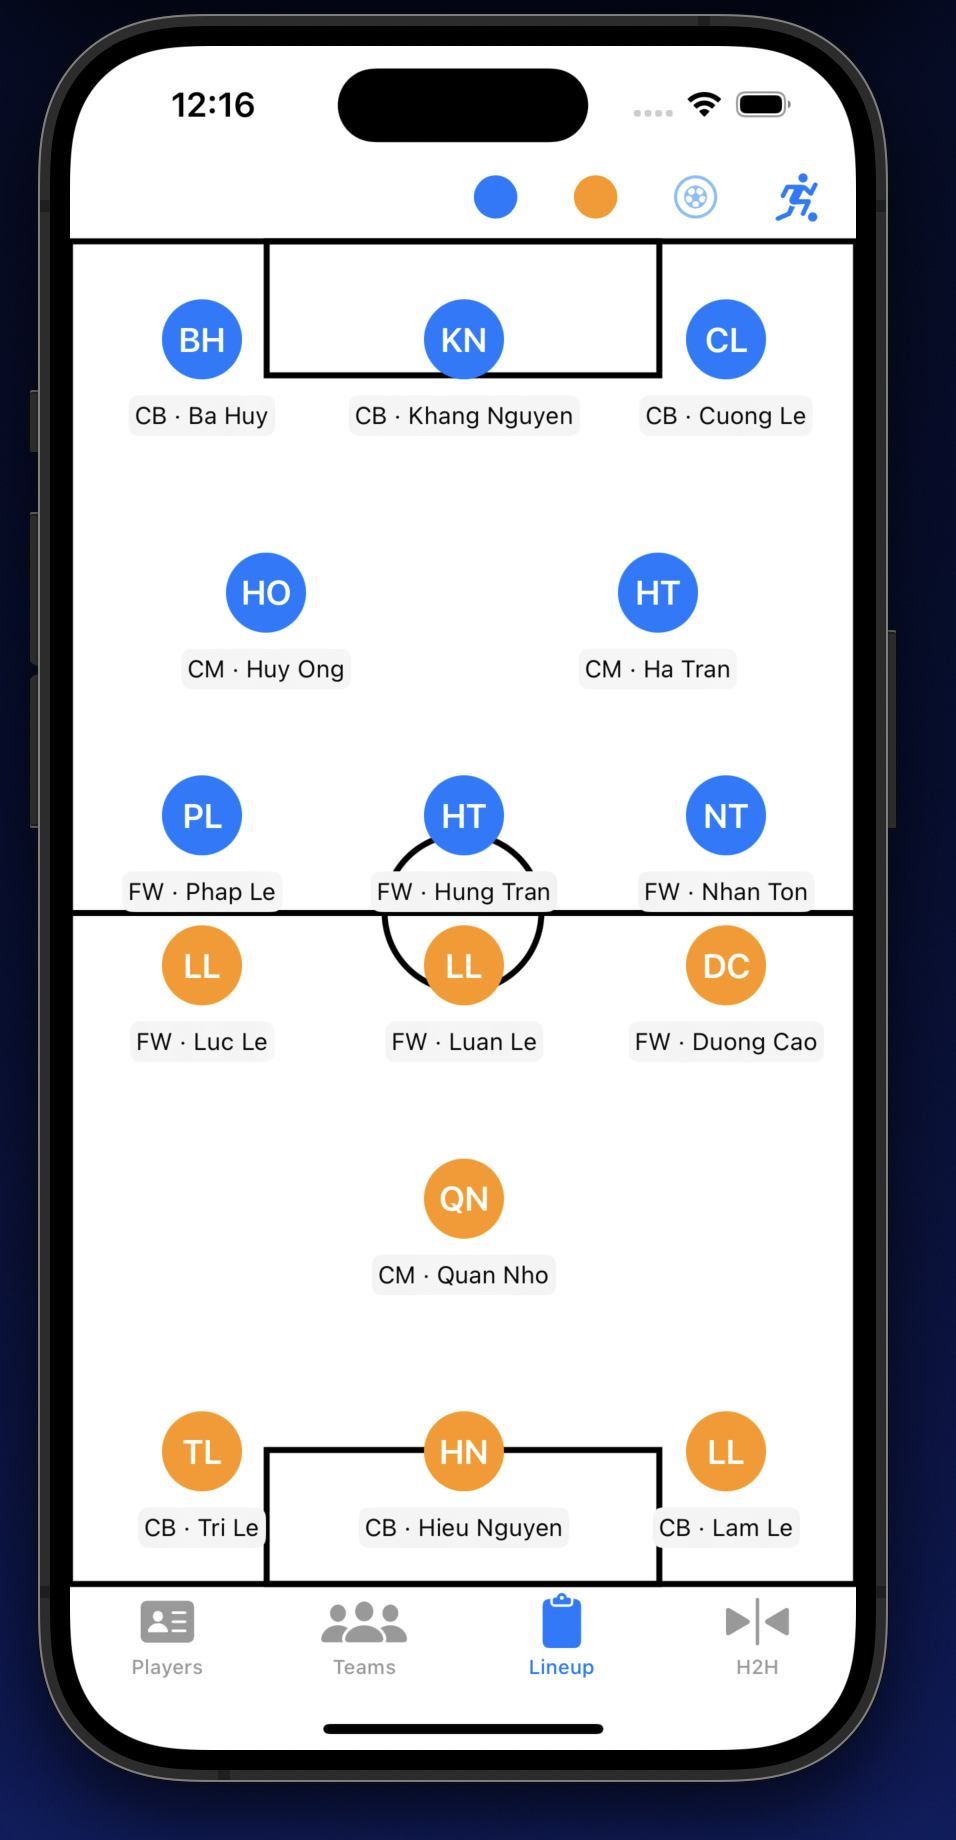 12:16
BH
KN
CL
CB · Ba Huy
CB · Khang Nguyen
CB · Cuong Le
HO
HT
CM · Huy Ong
CM · Ha Tran
PL
HT
NT
FW · Phap Le
FW · Hung Tran
FW · Nhan Ton
LL
LL
DC
FW · Luc Le
FW · Luan Le
FW · Duong Cao
QN
CM · Quan Nho
TL
HN
LL
CB · Tri Le
CB · Hieu Nguyen
CB · Lam Le
Players
Teams
Lineup
H2H